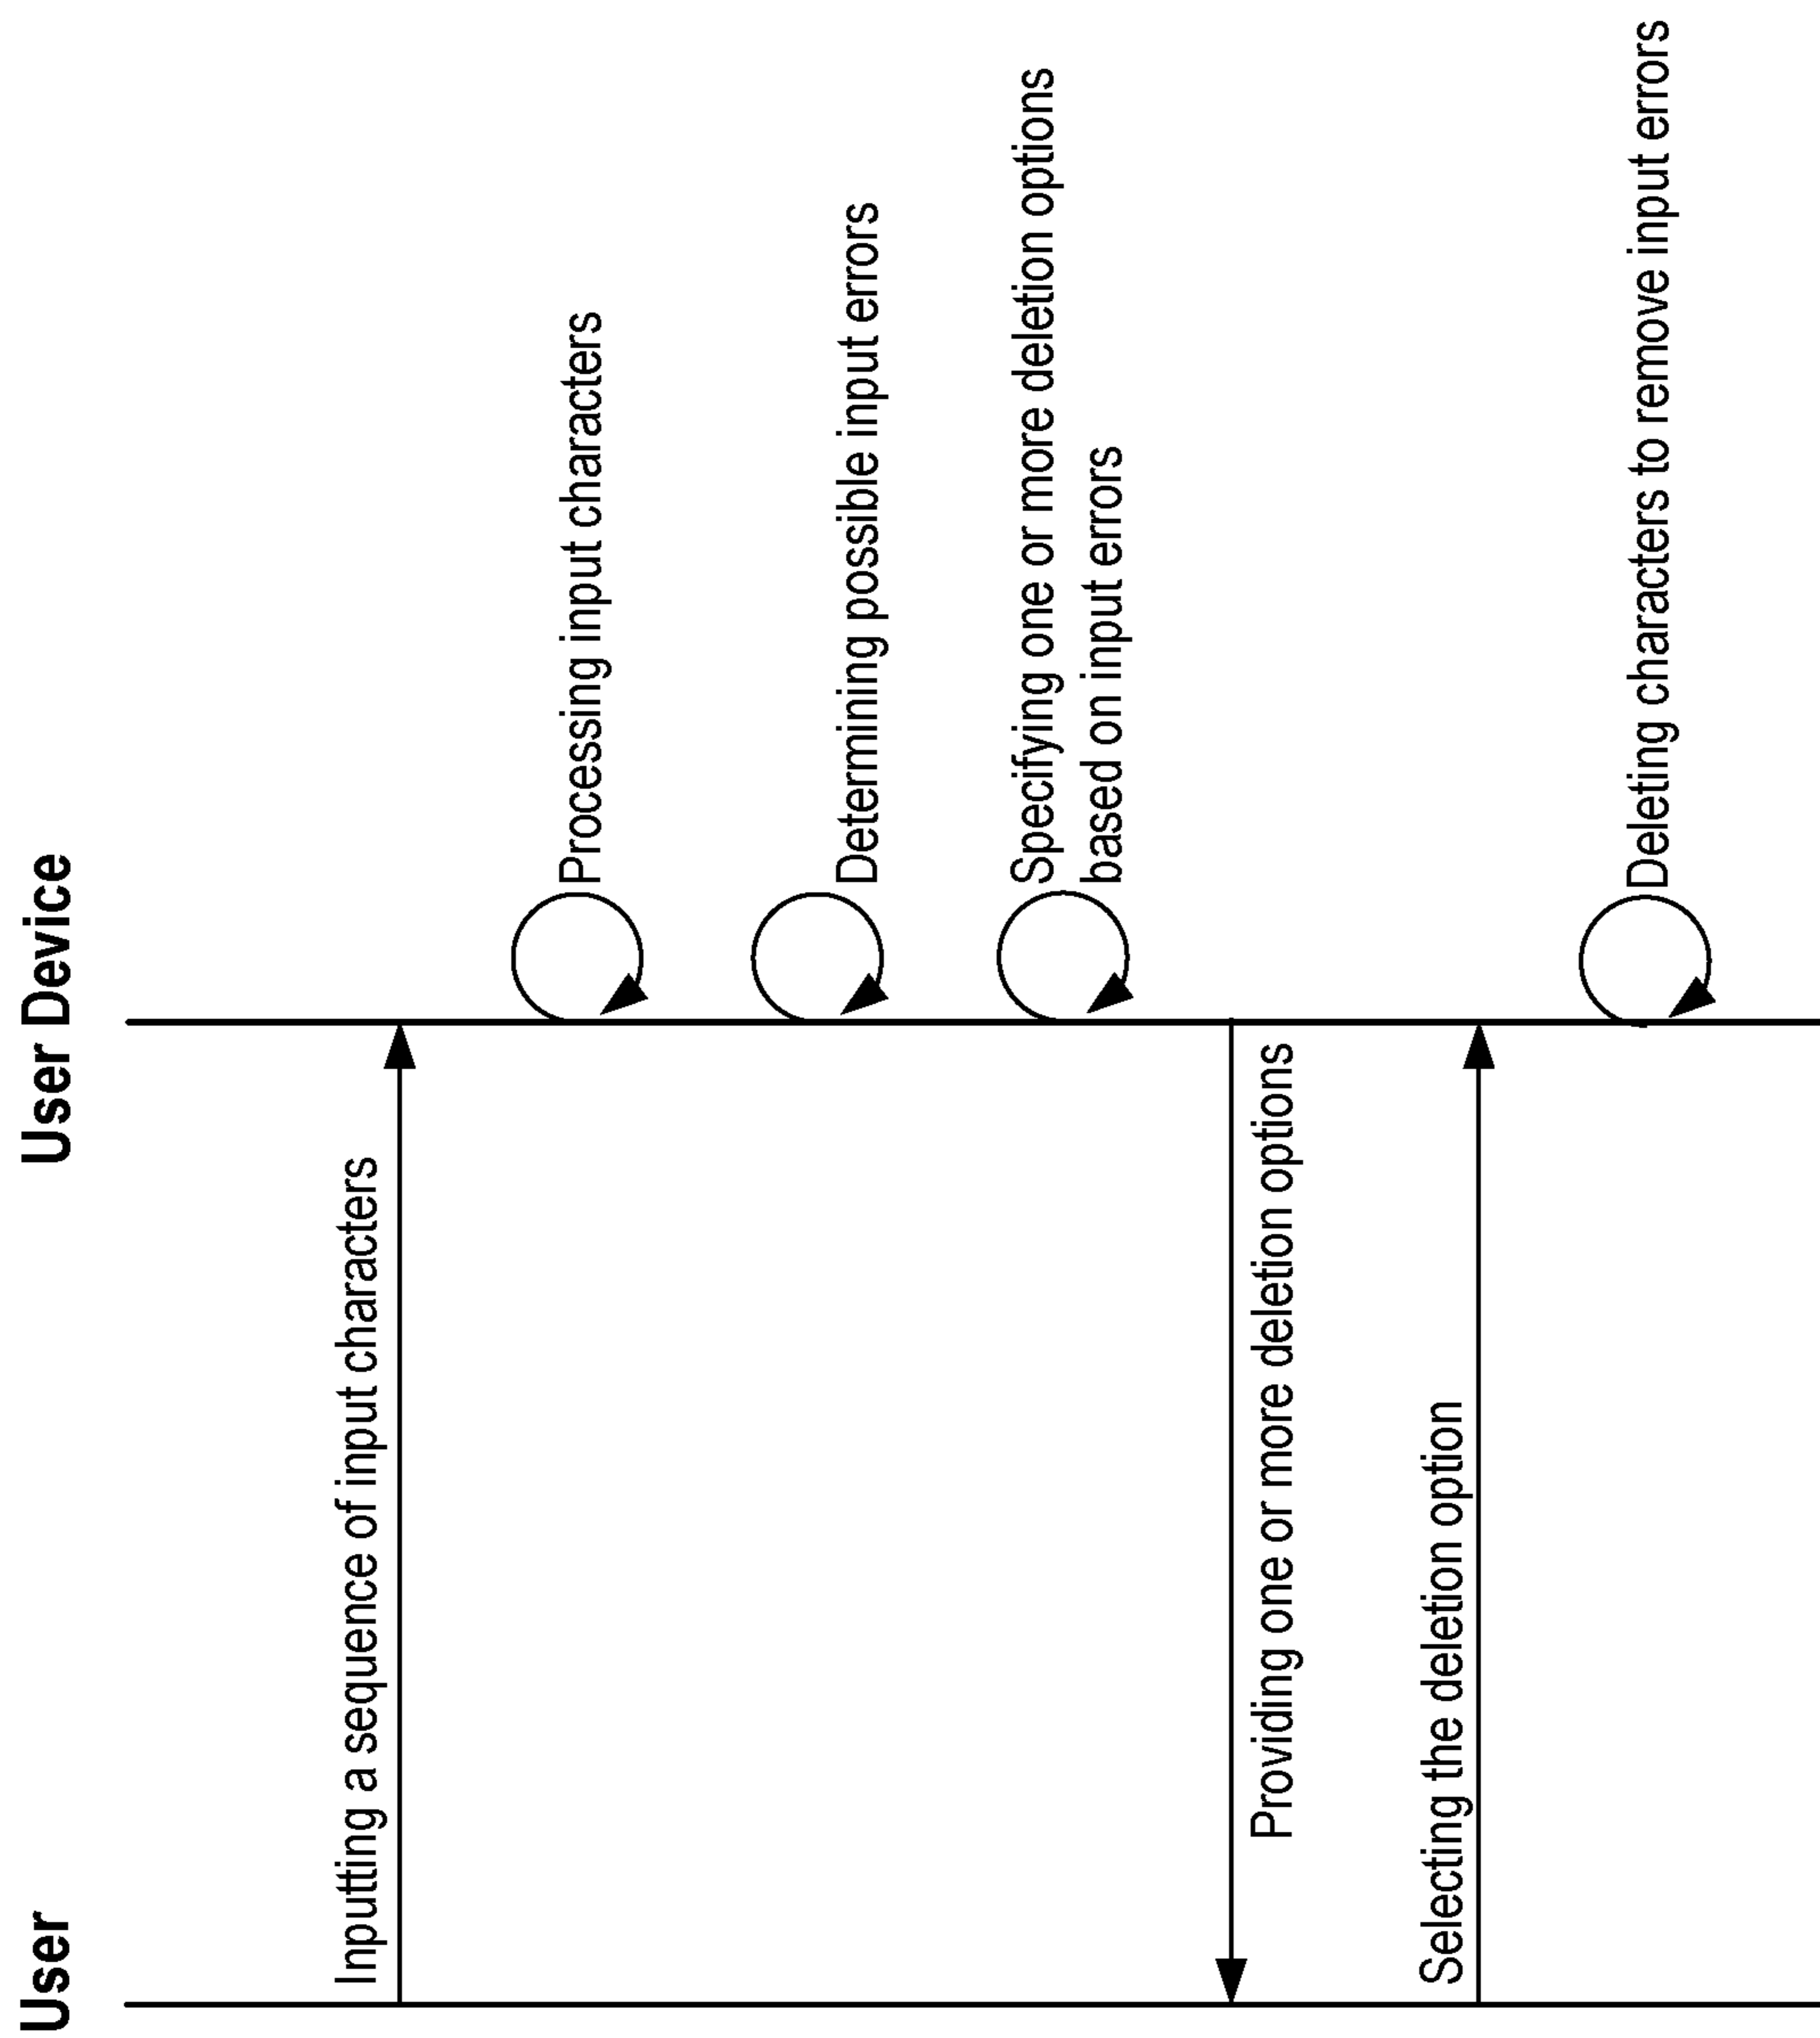 User
User Device
Inputting a sequence of input characters
Processing input characters
Determining possible input errors
Specifying one or more deletion options
based on input errors
Providing one or more deletion options
Selecting the deletion option
Deleting characters to remove input errors